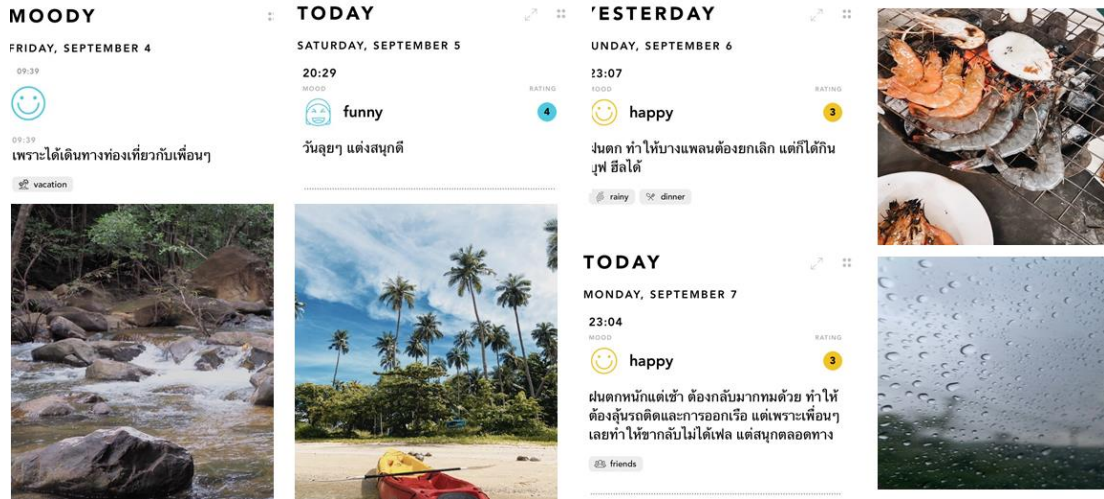 MOODY
FRIDAY, SEPTEMBER 4
09:39
09:39
เพราะได้เดินทางท่องเที่ยวกับเพื่อนๆ
vacation
TODAY
SATURDAY, SEPTEMBER 5
20:29
MOOD
RATING
funny
4
วันลุยๆ แต่งสนุกดี
YESTERDAY
UNDAY, SEPTEMBER 6
23:07
MOOD
RATING
happy
3
ฝนตก ทำให้บางแพลนต้องยกเลิก แต่ก็ได้กิน
บุฟ ฮีลได้
rainy
dinner
TODAY
MONDAY, SEPTEMBER 7
23:04
MOOD
RATING
happy
3
ฝนตกหนักแต่เช้า ต้องกลับมากทมด้วย ทำให้
ต้องลุ้นรถติดและการออกเรือ แต่เพราะเพื่อนๆ
เลยทำให้ขากลับไม่ได้เฟล แต่สนุกตลอดทาง
friends